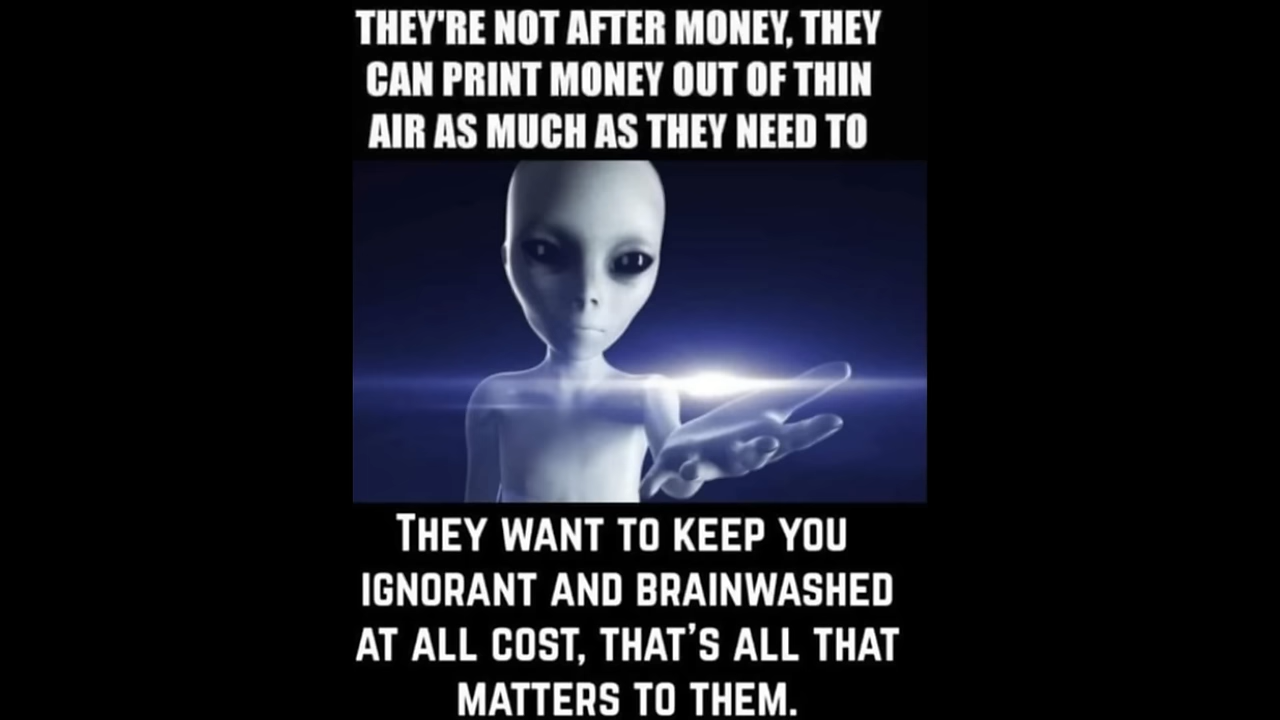 THEY'RE NOT AFTER MONEY, THEY
CAN PRINT MONEY OUT OF THIN
AIR AS MUCH AS THEY NEED TO
THEY WANT TO KEEP YOU
IGNORANT AND BRAINWASHED
AT ALL COST, THAT'S ALL THAT
MATTERS TO THEM.